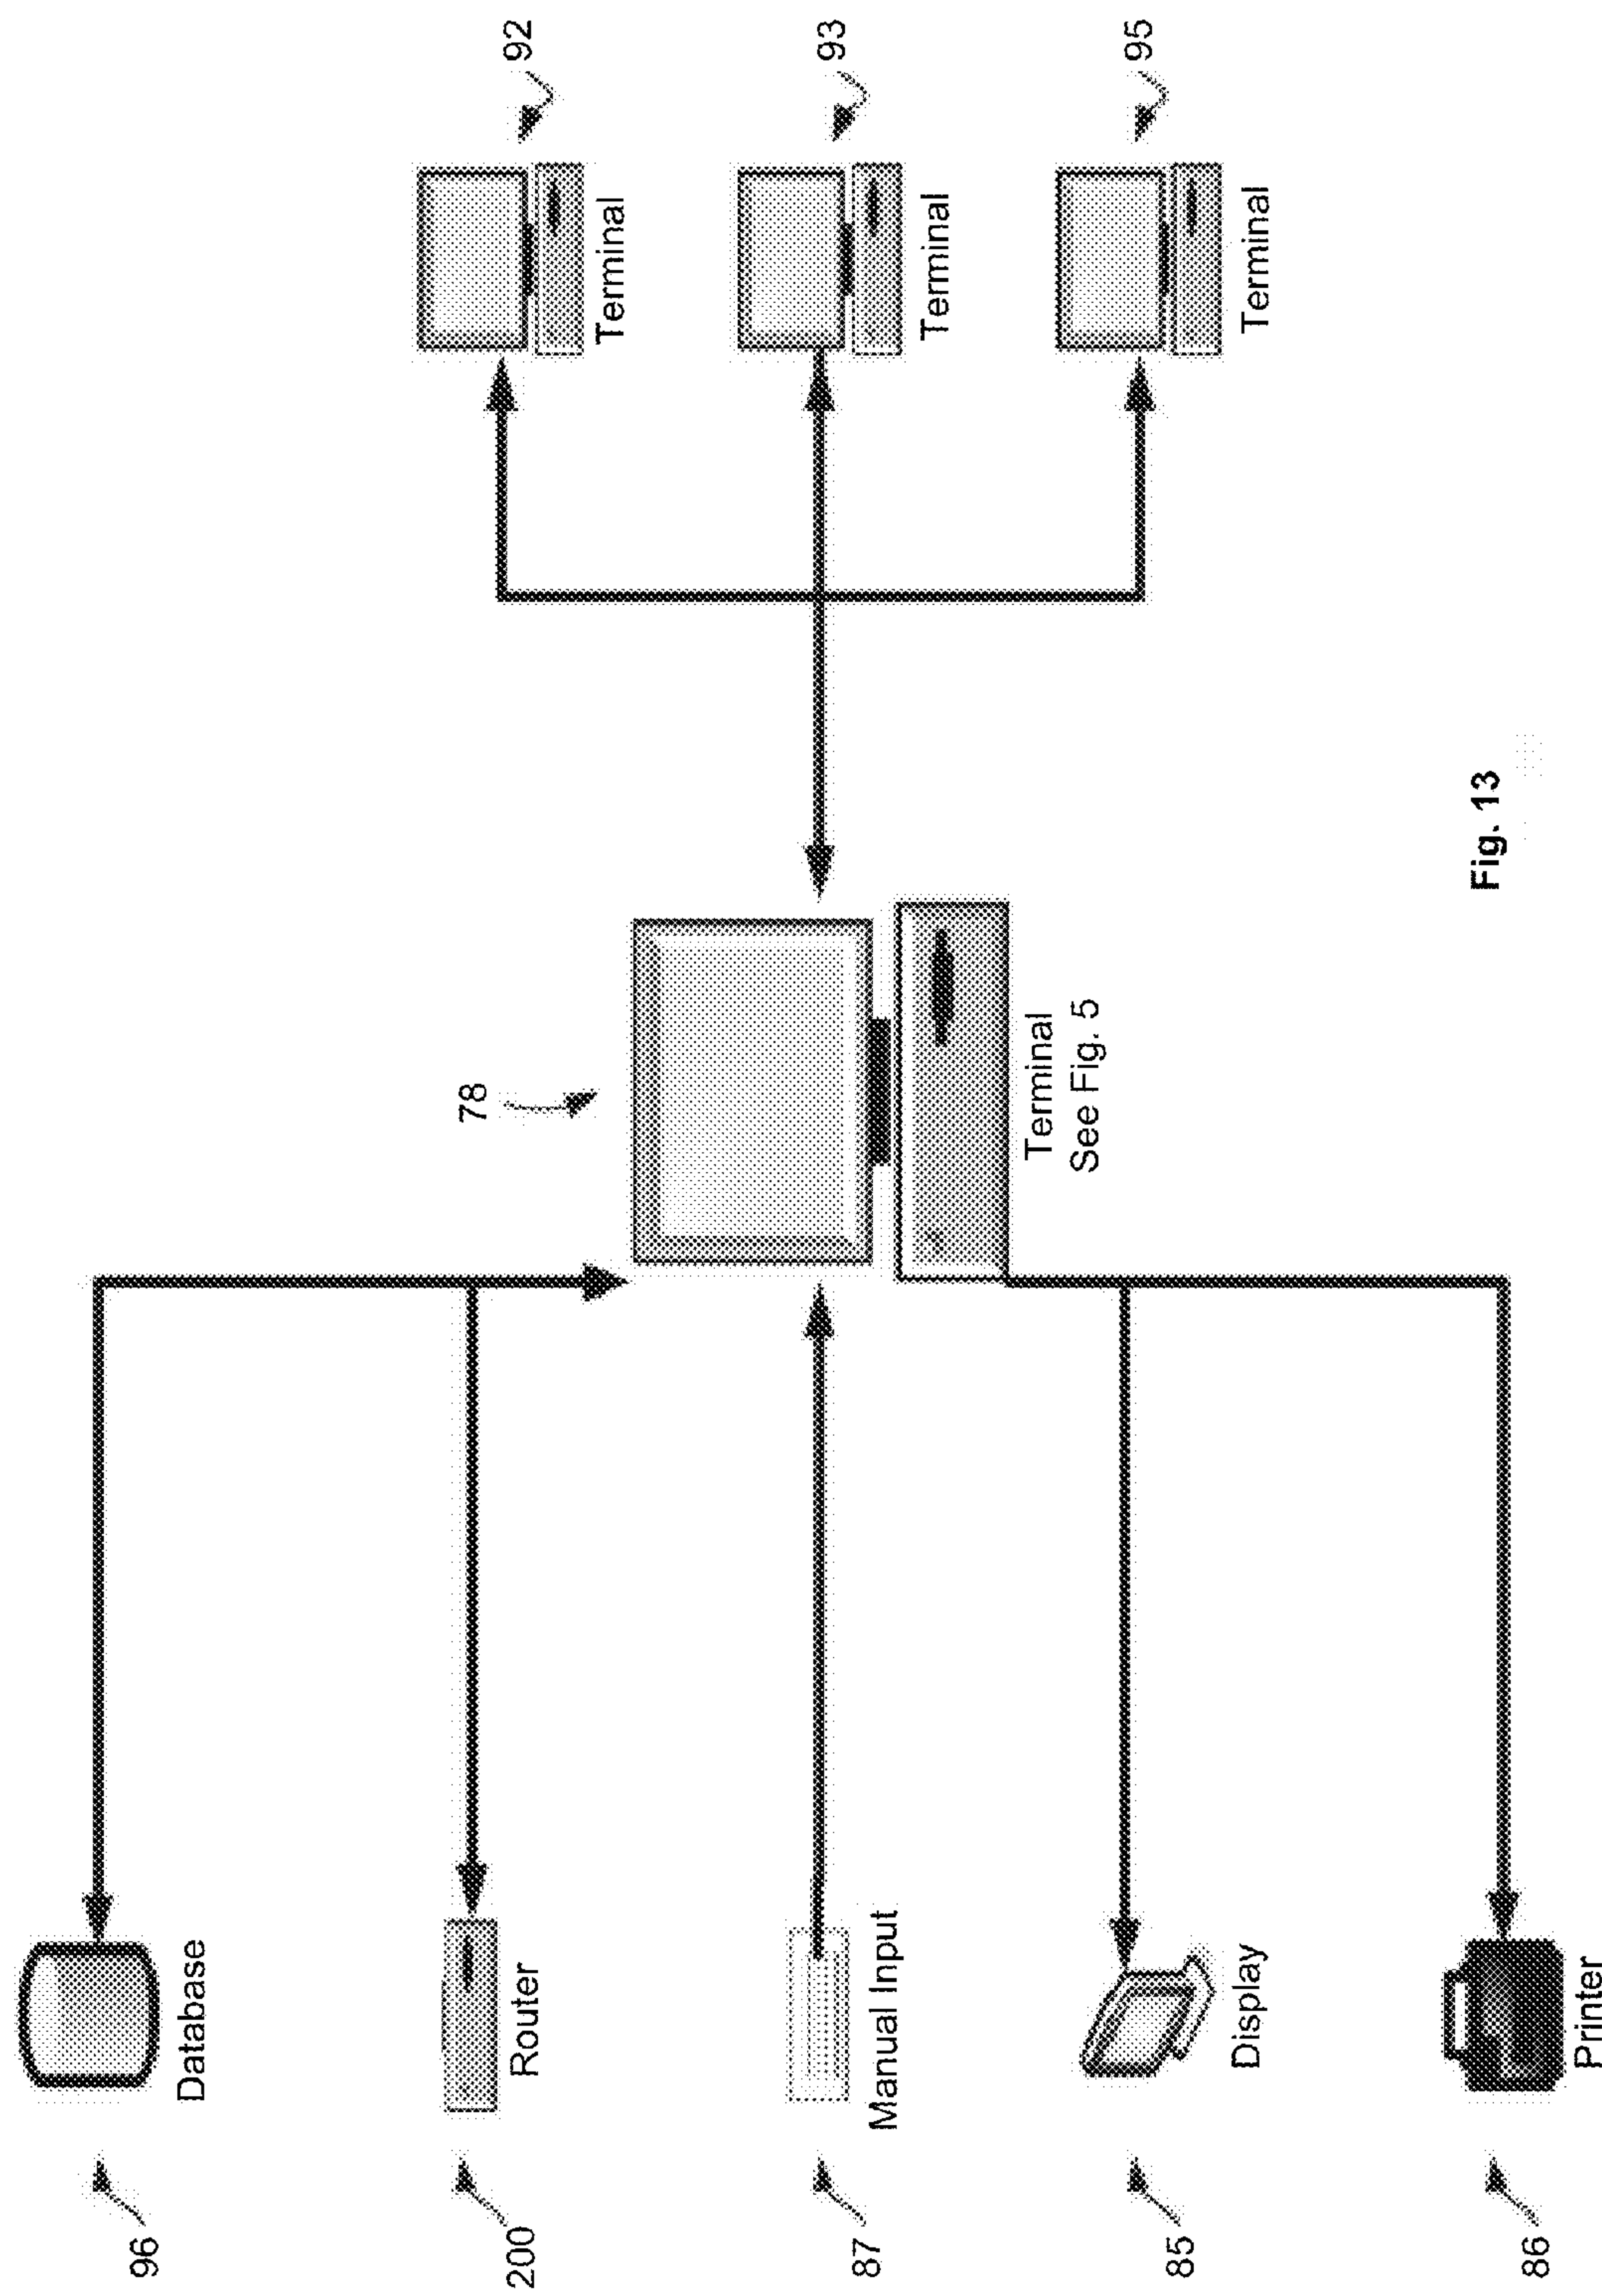 96
Database
200
Router
87
Manual Input
85
Display
86
Printer
78
Terminal
See Fig. 5
92
Terminal
93
Terminal
95
Terminal
Fig. 13